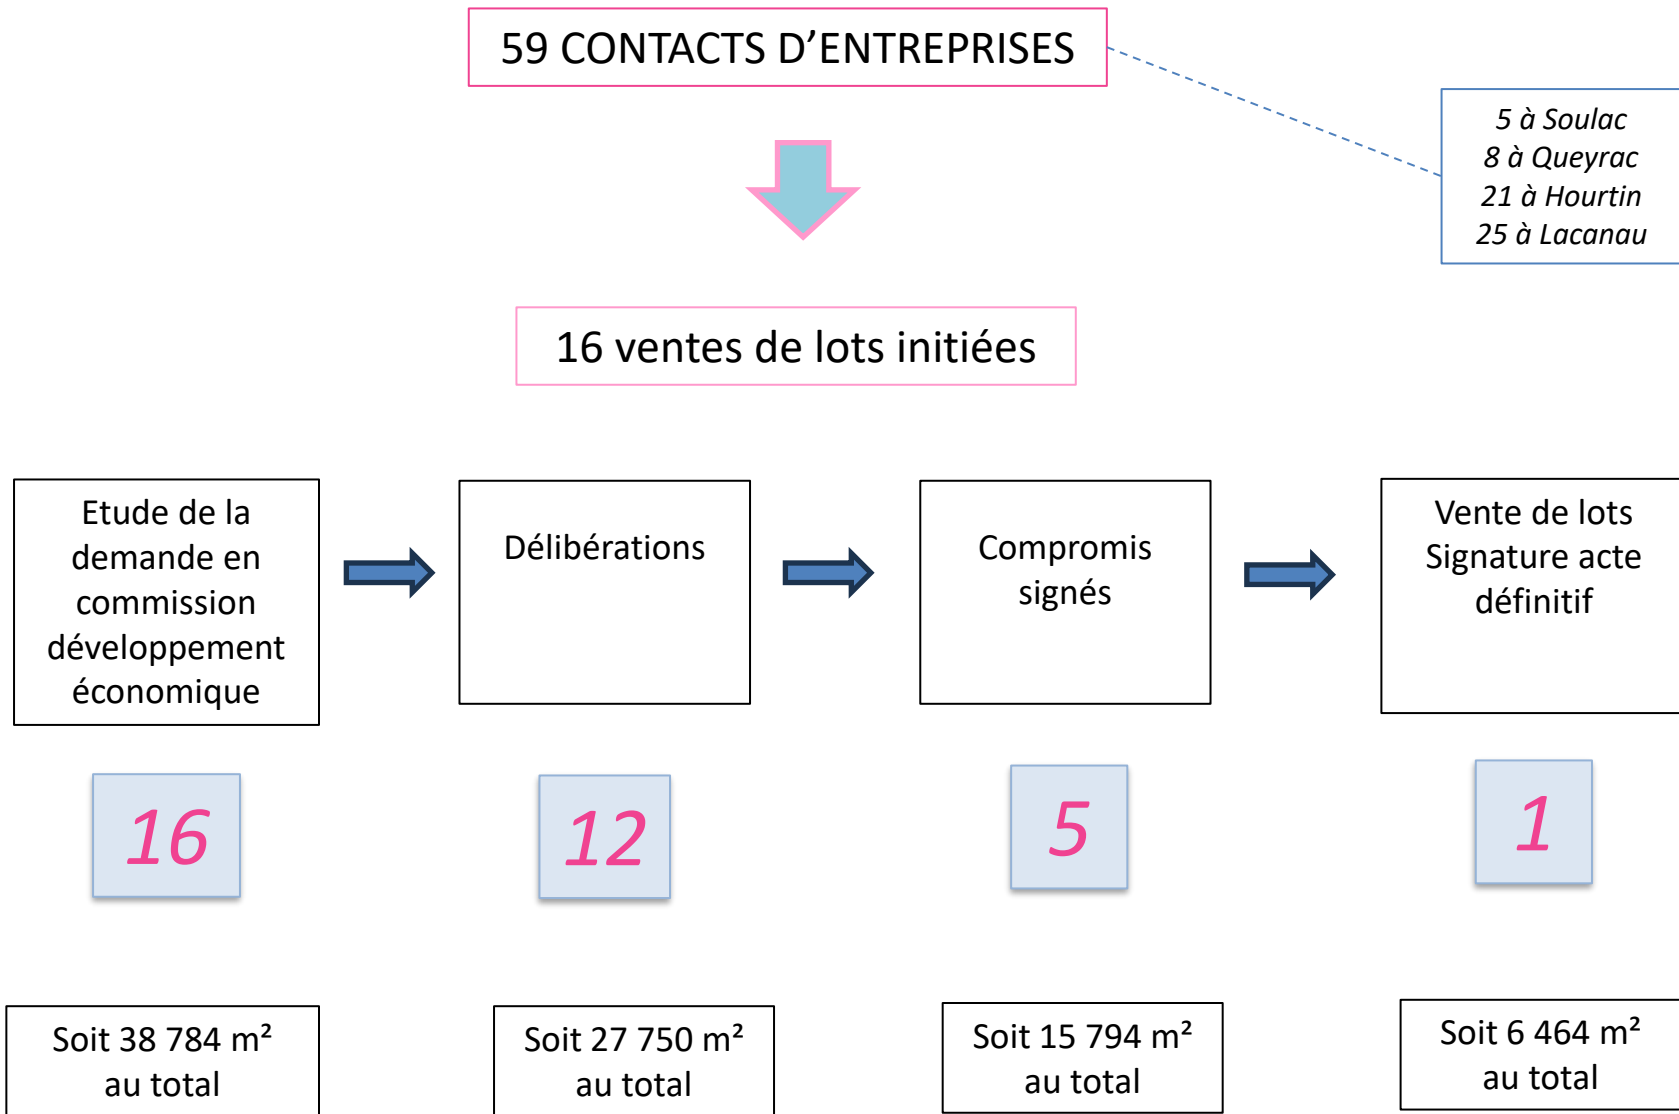 59 CONTACTS D’ENTREPRISES
5 à Soulac
8 à Queyrac
21 à Hourtin
25 à Lacanau
16 ventes de lots initiées
Etude de la
demande en
commission
développement
économique
Délibérations
Compromis
signés
Vente de lots
Signature acte
définitif
16
12
5
1
Soit 38 784 m²
au total
Soit 27 750 m²
au total
Soit 15 794 m²
au total
Soit 6 464 m²
au total